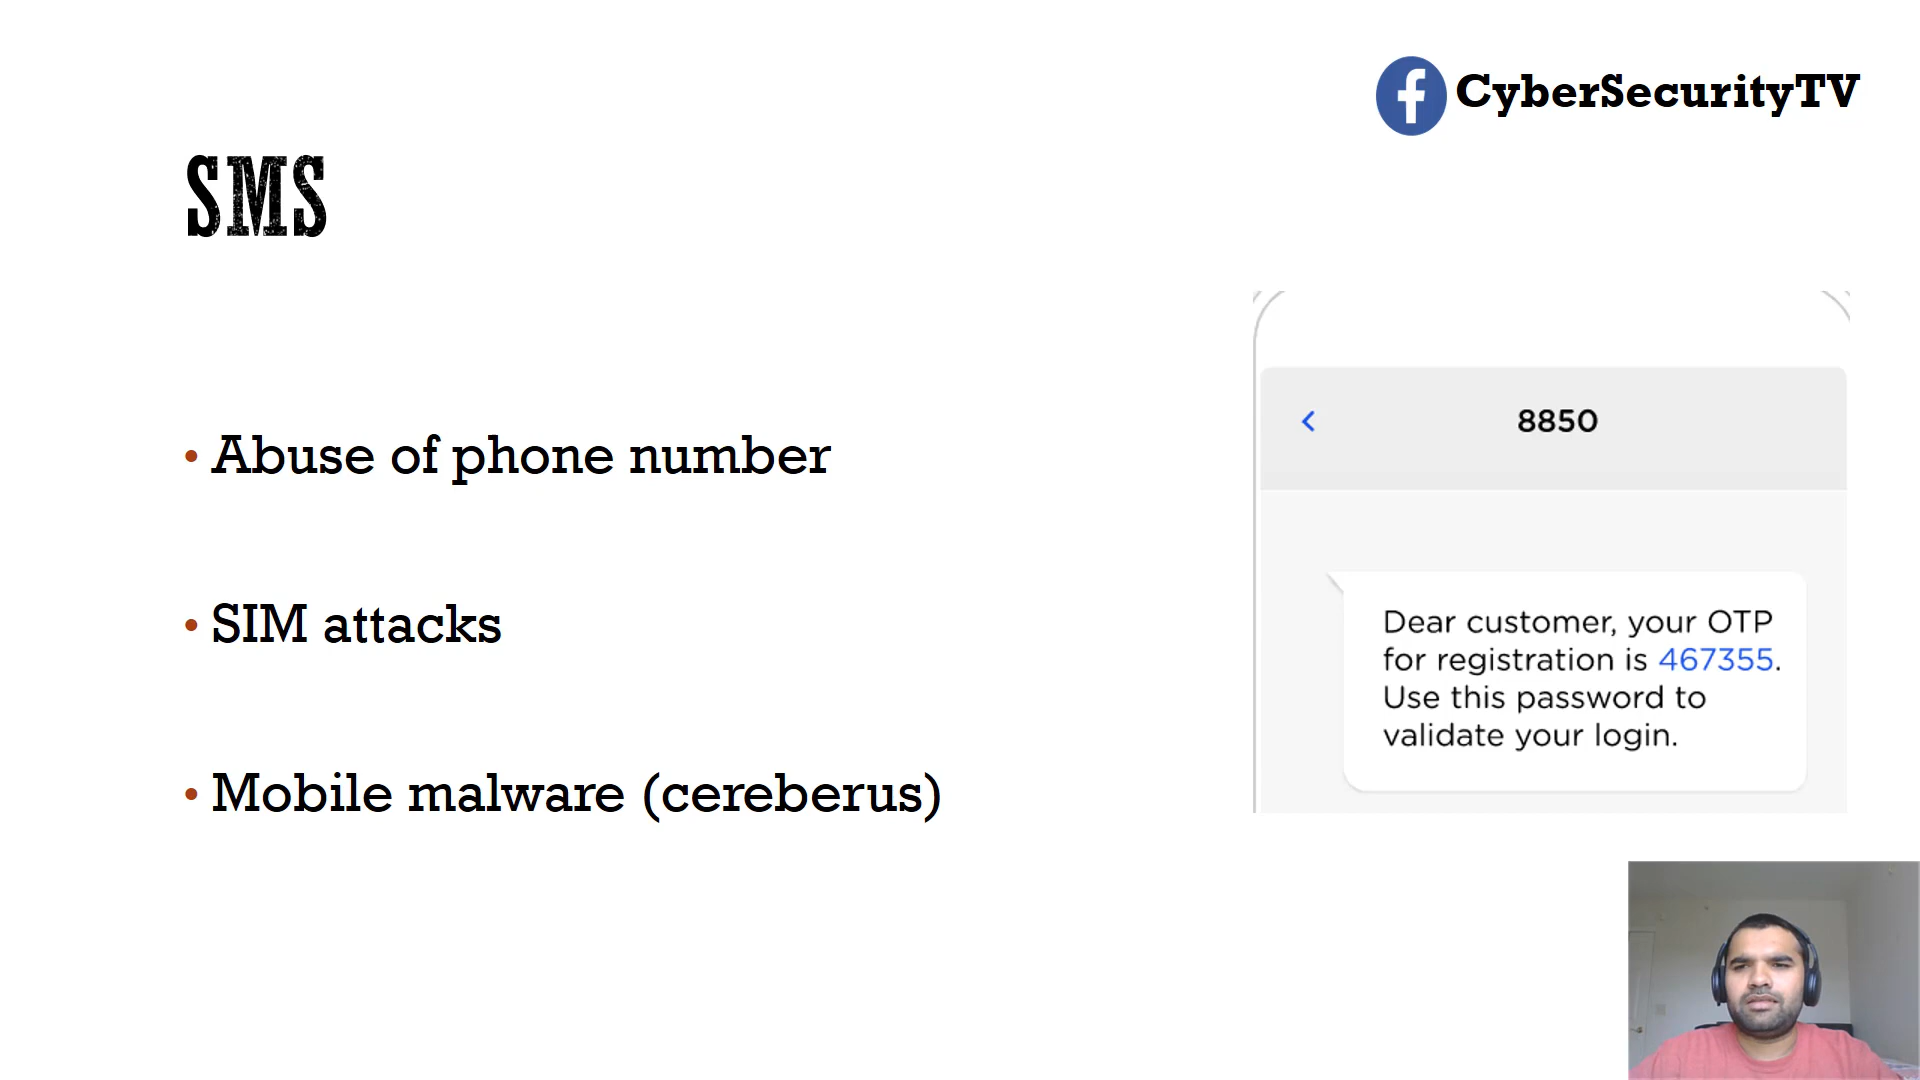 CyberSecurityTV
SMS
• Abuse of phone number
• SIM attacks
• Mobile malware (cereberus)
8850
Dear customer, your OTP
for registration is 467355.
Use this password to
validate your login.